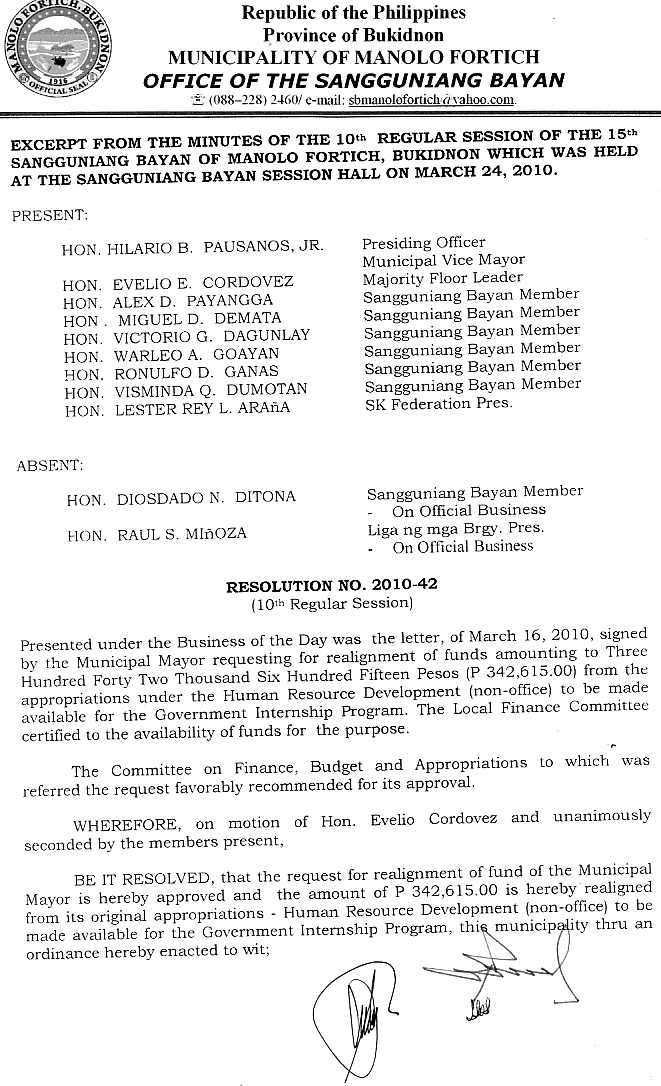 MANOLO FORTICH, BUKIDNON
1916
OFFICIAL SEAL
Republic of the Philippines
Province of Bukidnon
MUNICIPALITY OF MANOLO FORTICH
OFFICE OF THE SANGGUNIANG BAYAN
☏ (088–228) 2460/ e-mail: sbmanolofortich@yahoo.com.
EXCERPT FROM THE MINUTES OF THE 10th REGULAR SESSION OF THE 15th
SANGGUNIANG BAYAN OF MANOLO FORTICH, BUKIDNON WHICH WAS HELD
AT THE SANGGUNIANG BAYAN SESSION HALL ON MARCH 24, 2010.
PRESENT:
HON. HILARIO B. PAUSANOS, JR. Presiding Officer
Municipal Vice Mayor
HON. EVELIO E. CORDOVEZ Majority Floor Leader
HON. ALEX D. PAYANGGA Sangguniang Bayan Member
HON . MIGUEL D. DEMATA Sangguniang Bayan Member
HON. VICTORIO G. DAGUNLAY Sangguniang Bayan Member
HON. WARLEO A. GOAYAN Sangguniang Bayan Member
HON. RONULFO D. GANAS Sangguniang Bayan Member
HON. VISMINDA Q. DUMOTAN Sangguniang Bayan Member
HON. LESTER REY L. ARAñA SK Federation Pres.
ABSENT:
HON. DIOSDADO N. DITONA Sangguniang Bayan Member
- On Official Business
HON. RAUL S. MIñOZA Liga ng mga Brgy. Pres.
- On Official Business
RESOLUTION NO. 2010-42
(10th Regular Session)
Presented under the Business of the Day was the letter, of March 16, 2010, signed
by the Municipal Mayor requesting for realignment of funds amounting to Three
Hundred Forty Two Thousand Six Hundred Fifteen Pesos (P 342,615.00) from the
appropriations under the Human Resource Development (non-office) to be made
available for the Government Internship Program. The Local Finance Committee
certified to the availability of funds for the purpose.
The Committee on Finance, Budget and Appropriations to which was
referred the request favorably recommended for its approval.
WHEREFORE, on motion of Hon. Evelio Cordovez and unanimously
seconded by the members present,
BE IT RESOLVED, that the request for realignment of fund of the Municipal
Mayor is hereby approved and the amount of P 342,615.00 is hereby realigned
from its original appropriations - Human Resource Development (non-office) to be
made available for the Government Internship Program, this municipality thru an
ordinance hereby enacted to wit;